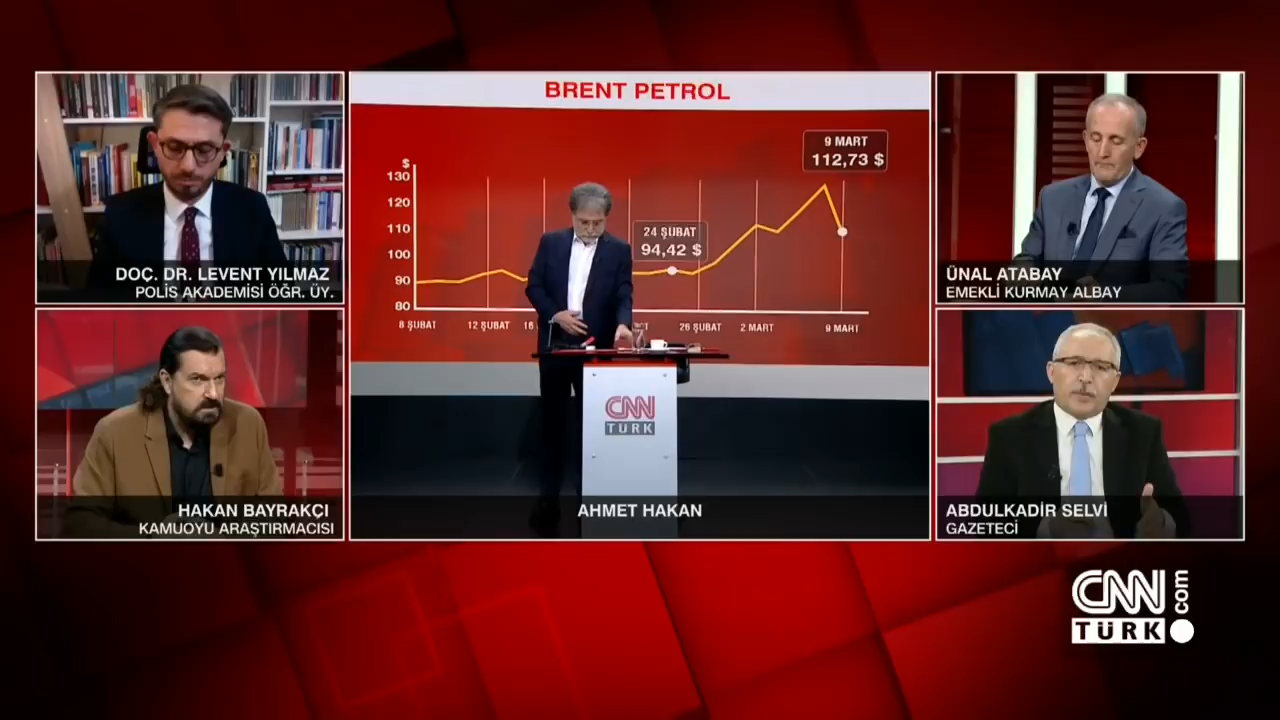 BRENT PETROL
9 MART
112,73 $
$
130
120
110
100
90
80
24 ŞUBAT
94,42 $
8 ŞUBAT
12 ŞUBAT
16
26 ŞUBAT
2 MART
9 MART
CNN
TÜRK
AHMET HAKAN
DOÇ. DR. LEVENT YILMAZ
POLİS AKADEMİSİ ÖĞR. ÜY.
HAKAN BAYRAKÇI
KAMUOYU ARAŞTIRMACISI
ÜNAL ATABAY
EMEKLİ KURMAY ALBAY
ABDULKADİR SELVİ
GAZETECİ
CNN
TÜRK
.com